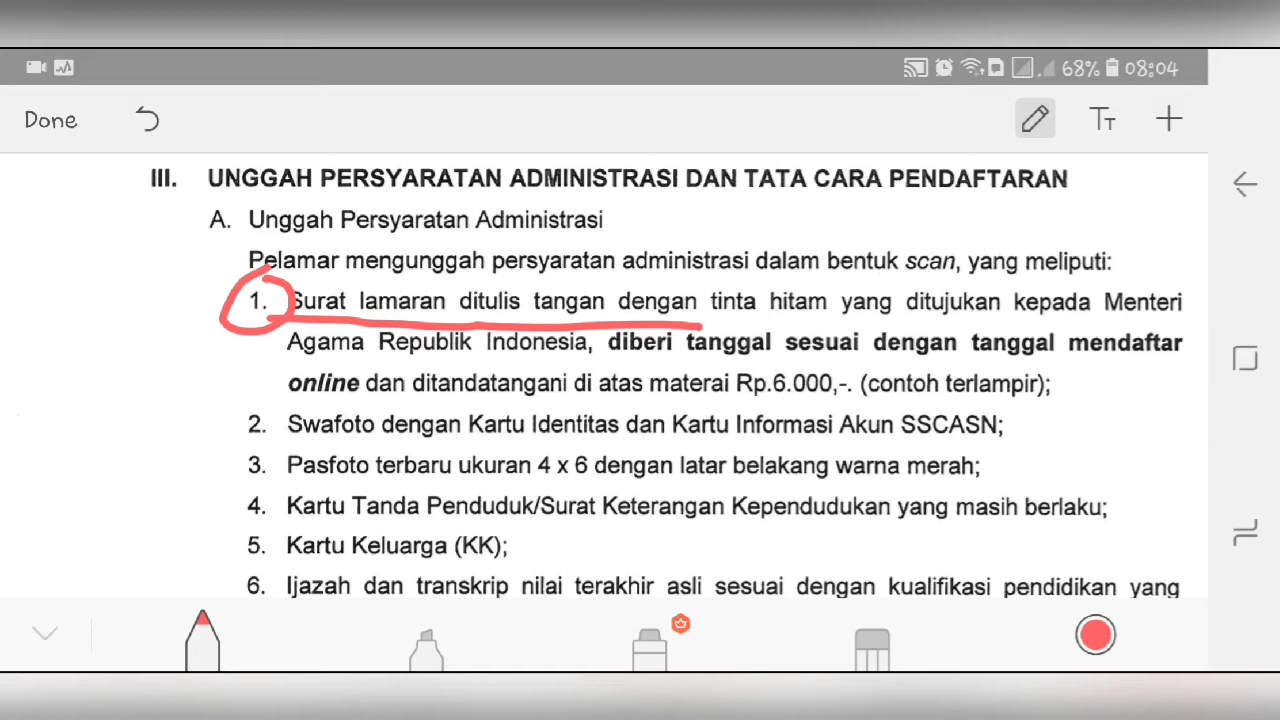 68% 08:04
Done
TT
III. UNGGAH PERSYARATAN ADMINISTRASI DAN TATA CARA PENDAFTARAN
A. Unggah Persyaratan Administrasi
Pelamar mengunggah persyaratan administrasi dalam bentuk scan, yang meliputi:
1. Surat lamaran ditulis tangan dengan tinta hitam yang ditujukan kepada Menteri
Agama Republik Indonesia, diberi tanggal sesuai dengan tanggal mendaftar
online dan ditandatangani di atas materai Rp.6.000,-. (contoh terlampir);
2. Swafoto dengan Kartu Identitas dan Kartu Informasi Akun SSCASN;
3. Pasfoto terbaru ukuran 4 x 6 dengan latar belakang warna merah;
4. Kartu Tanda Penduduk/Surat Keterangan Kependudukan yang masih berlaku;
5. Kartu Keluarga (KK);
6. Ijazah dan transkrip nilai terakhir asli sesuai dengan kualifikasi pendidikan yang